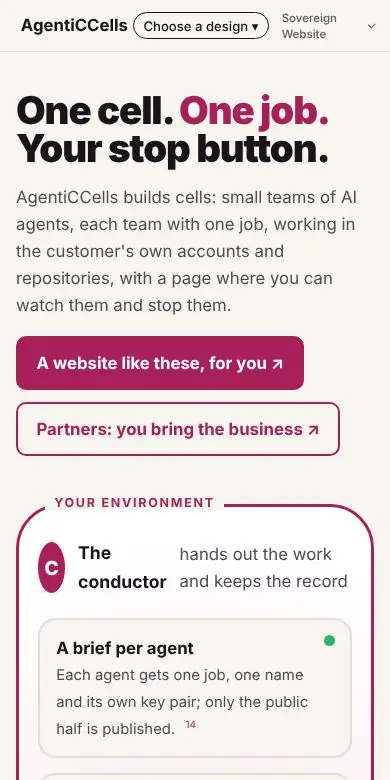 AgentiCCells
Choose a design ▾
Sovereign
Website
One cell. One job.
Your stop button.
AgentiCCells builds cells: small teams of AI
agents, each team with one job, working in
the customer's own accounts and
repositories, with a page where you can
watch them and stop them.
A website like these, for you ↗
Partners: you bring the business ↗
YOUR ENVIRONMENT
C
The
conductor
hands out the work
and keeps the record
A brief per agent
Each agent gets one job, one name
and its own key pair; only the public
half is published. 14